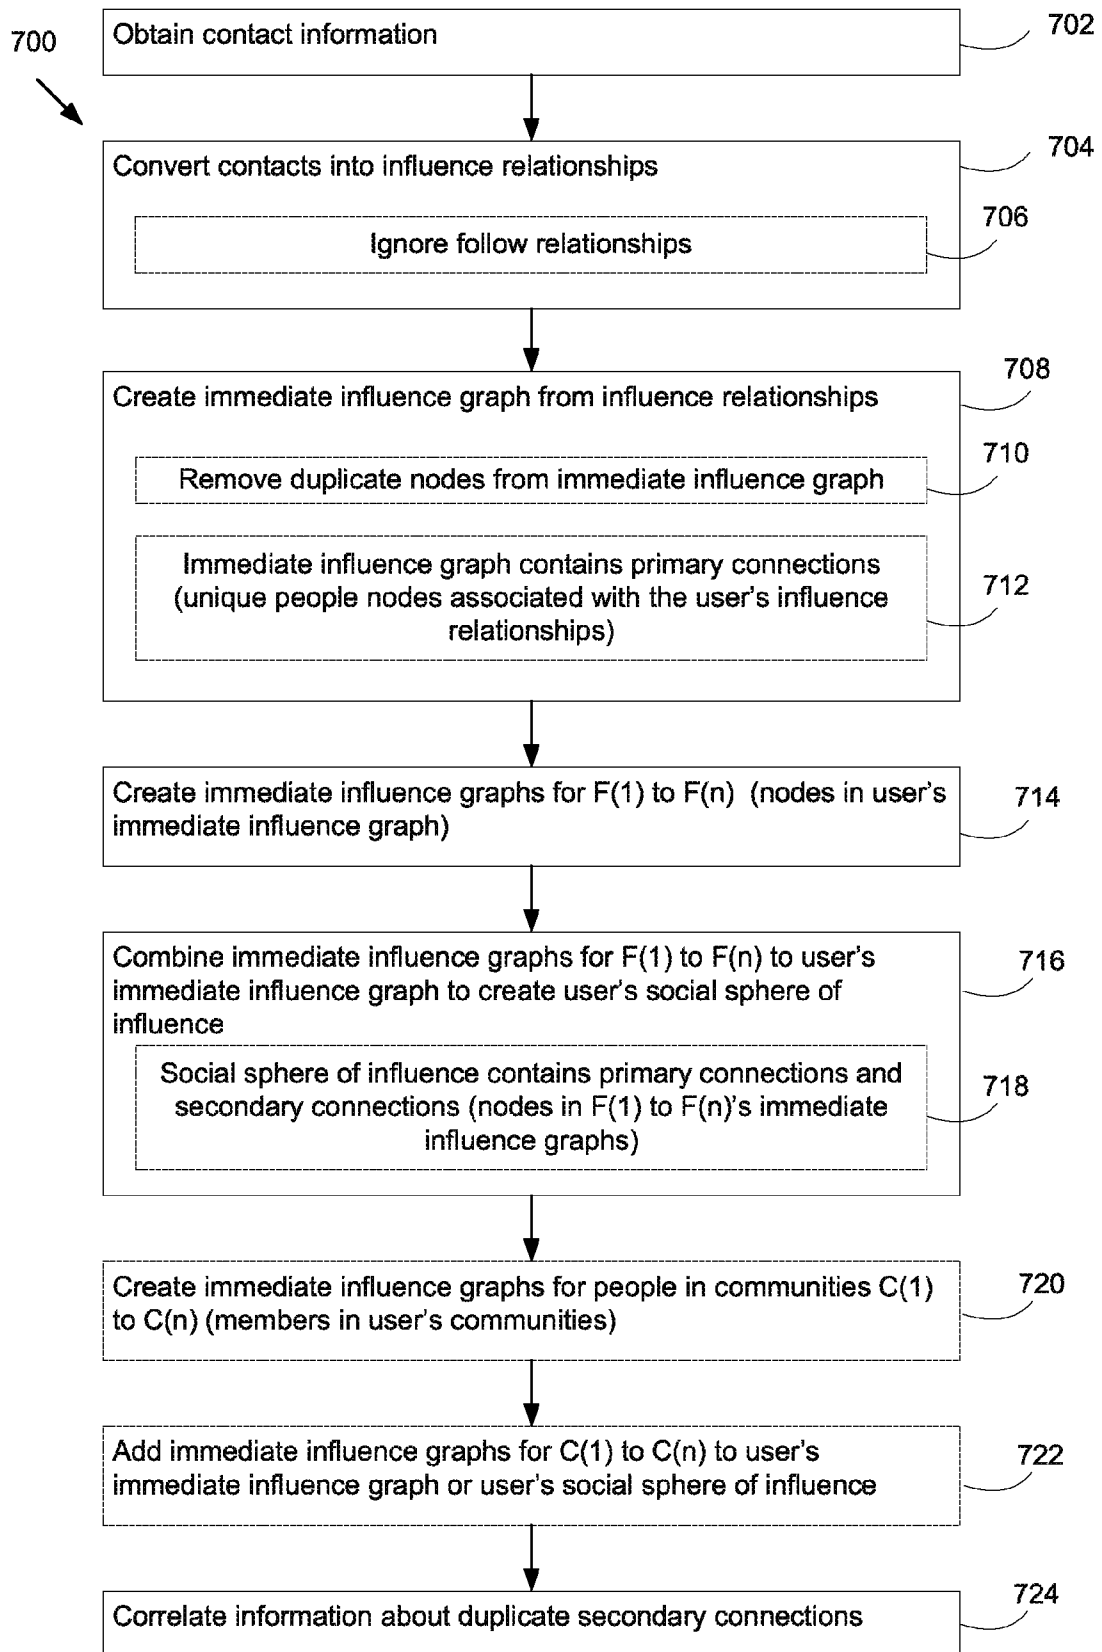 700
Obtain contact information
702
Convert contacts into influence relationships
704
Ignore follow relationships
706
Create immediate influence graph from influence relationships
708
Remove duplicate nodes from immediate influence graph
710
Immediate influence graph contains primary connections
(unique people nodes associated with the user's influence
relationships)
712
Create immediate influence graphs for F(1) to F(n) (nodes in user's
immediate influence graph)
714
Combine immediate influence graphs for F(1) to F(n) to user's
immediate influence graph to create user's social sphere of
influence
716
Social sphere of influence contains primary connections and
secondary connections (nodes in F(1) to F(n)'s immediate
influence graphs)
718
Create immediate influence graphs for people in communities C(1)
to C(n) (members in user's communities)
720
Add immediate influence graphs for C(1) to C(n) to user's
immediate influence graph or user's social sphere of influence
722
Correlate information about duplicate secondary connections
724